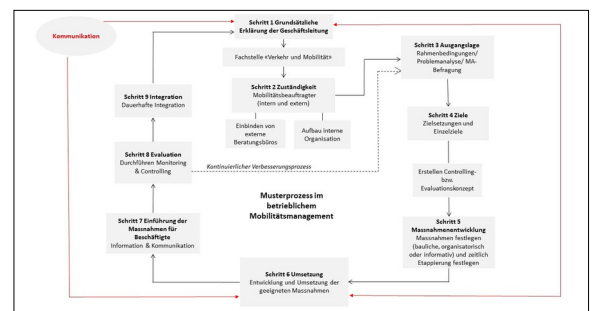 Kommunikation
Schritt 1 Grundsätzliche
Erklärung der Geschäftsleitung
Fachstelle «Verkehr und Mobilität»
Schritt 2 Zuständigkeit
Mobilitätsbeauftragter
(intern und extern)
Einbinden von
externe
Beratungsbüros
Aufbau interne
Organisation
Schritt 3 Ausgangslage
Rahmenbedingungen/
Problemanalyse/ MA-
Befragung
Schritt 4 Ziele
Zielsetzungen und
Einzelziele
Erstellen Controlling-
bzw.
Evaluationskonzept
Schritt 5
Massnahmenentwicklung
Massnahmen festlegen
(bauliche, organisatorisch
oder informativ) und zeitlich
Etappierung festlegen
Schritt 6 Umsetzung
Entwicklung und Umsetzung der
geeigneten Massnahmen
Schritt 7 Einführung der
Massnahmen für
Beschäftigte
Information & Kommunikation
Schritt 8 Evaluation
Durchführen Monitoring
& Controlling
Schritt 9 Integration
Dauerhafte Integration
Kontinuierlicher Verbesserungsprozess
Musterprozess im
betrieblichem
Mobilitätsmanagement